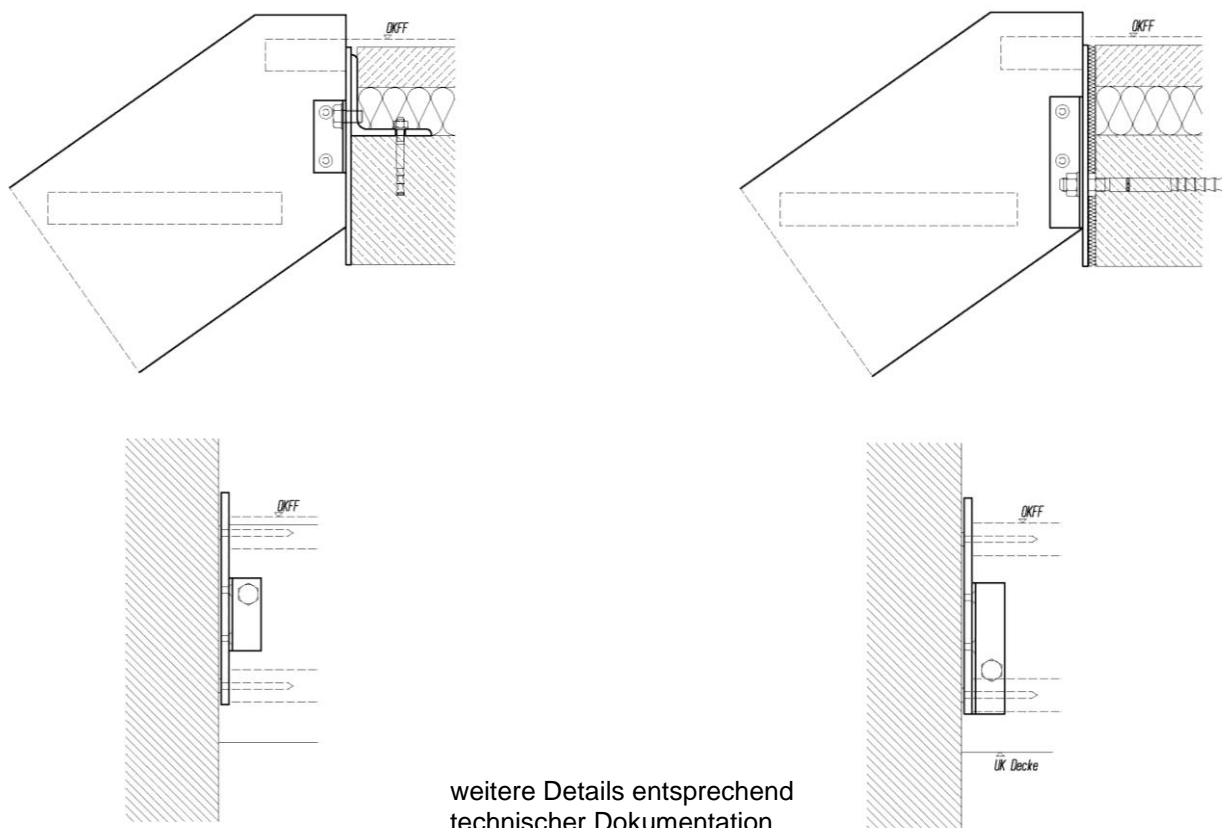 OKFF
OKFF
OKFF
OKFF
UK Decke
weitere Details entsprechend
technischer Dokumentation